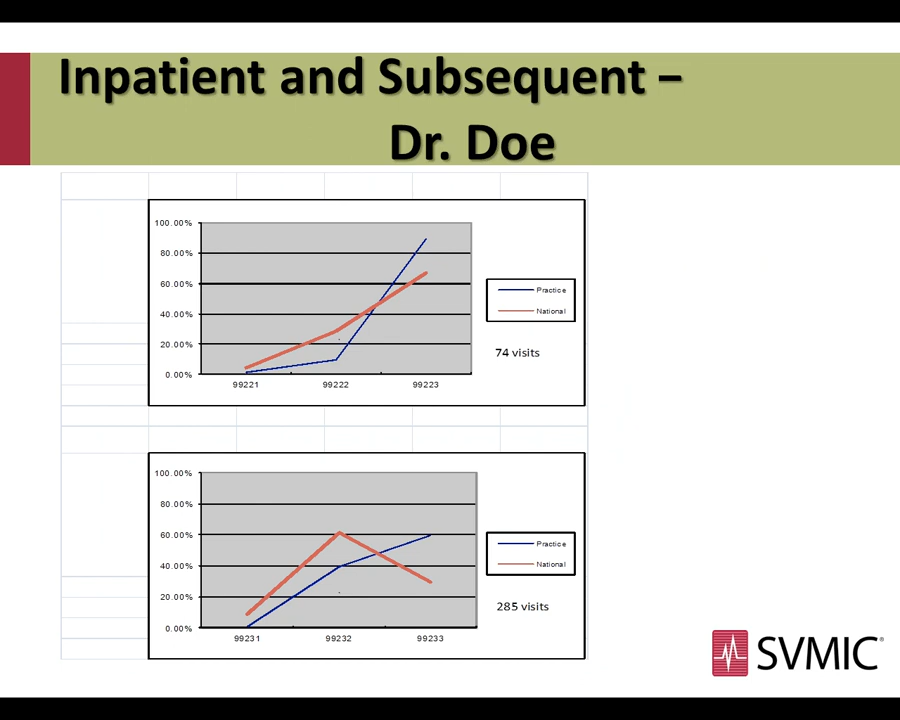 Inpatient and Subsequent –
Dr. Doe
100.00%
80.00%
60.00%
40.00%
20.00%
0.00%
99221 99222 99223
Practice
National
74 visits
100.00%
80.00%
60.00%
40.00%
20.00%
0.00%
99231 99232 99233
Practice
National
285 visits
SVMIC®